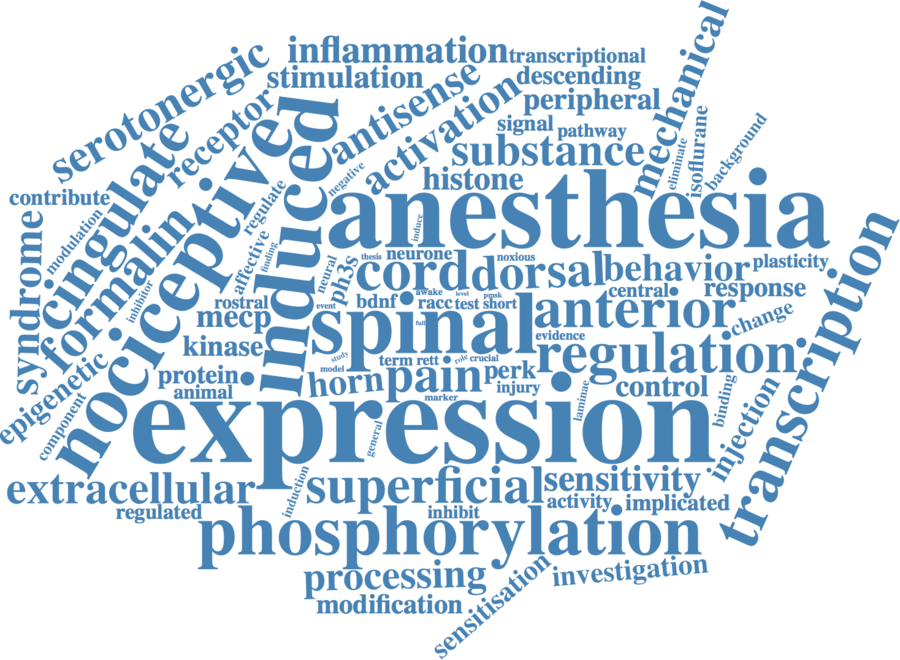 inflammation
transcriptional
stimulation
descending
peripheral
signal
pathway
substance
histone
mechanical
eliminate
isoflurane
background
serotonergic
receptor
antisense
activation
negative
cingulate
contribute
modulation
syndrome
formalin
inhibitor
nociceptived
induced
regulate
affective
finding
anesthesia
induce
thesis
neurone
noxious
neural
ph3s
cord
dorsal
behavior
plasticity
rostral
event
bdnf
awake
racc
level
test
pmsk
short
central
response
mecp
spinal
full
anterior
change
evidence
kinase
study
model
term
rett
role
crucial
regulation
transcription
epigenetic
component
protein
animal
horn
pain
marker
perk
injury
laminae
control
binding
injection
expression
general
extracellular
regulated
induction
superficial
sensitivity
inhibit
activity
implicated
phosphorylation
processing
modification
sensitisation
investigation